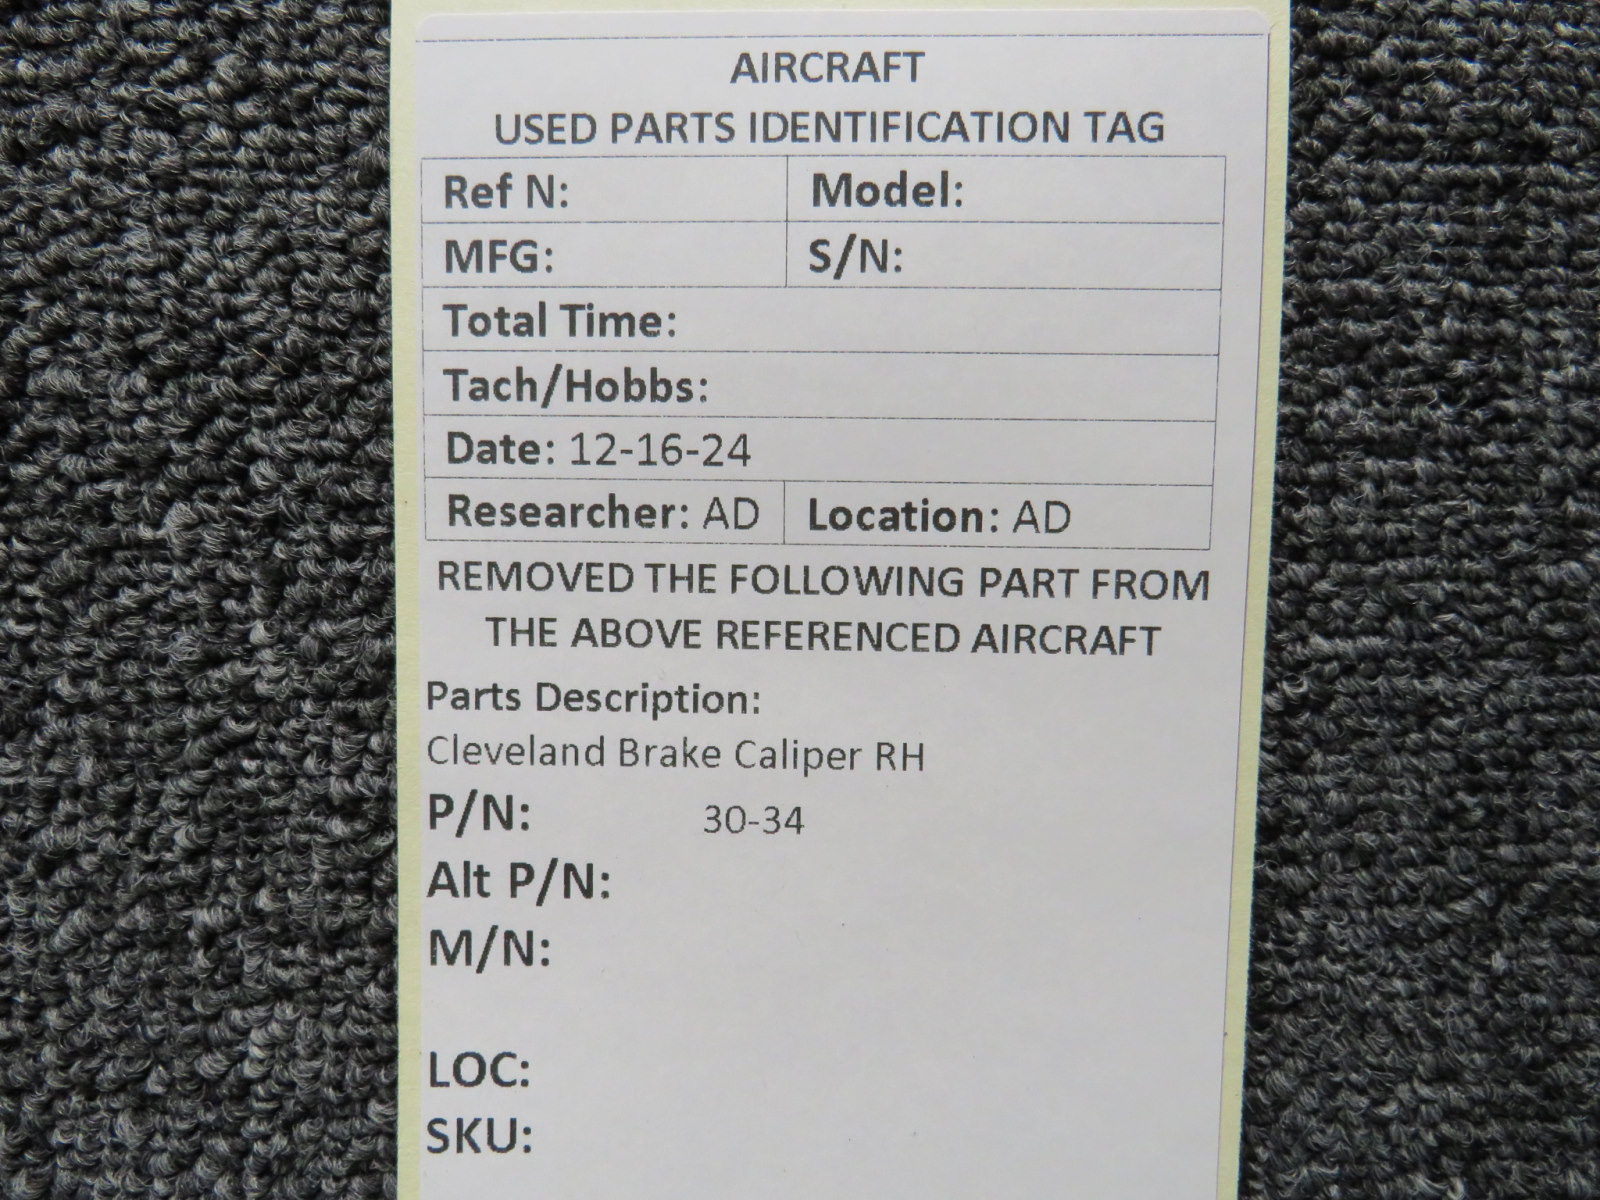 AIRCRAFT
USED PARTS IDENTIFICATION TAG
Ref N: Model:
MFG: S/N:
Total Time:
Tach/Hobbs:
Date: 12-16-24
Researcher: AD Location: AD
REMOVED THE FOLLOWING PART FROM
THE ABOVE REFERENCED AIRCRAFT
Parts Description:
Cleveland Brake Caliper RH
P/N: 30-34
Alt P/N:
M/N:
LOC:
SKU: